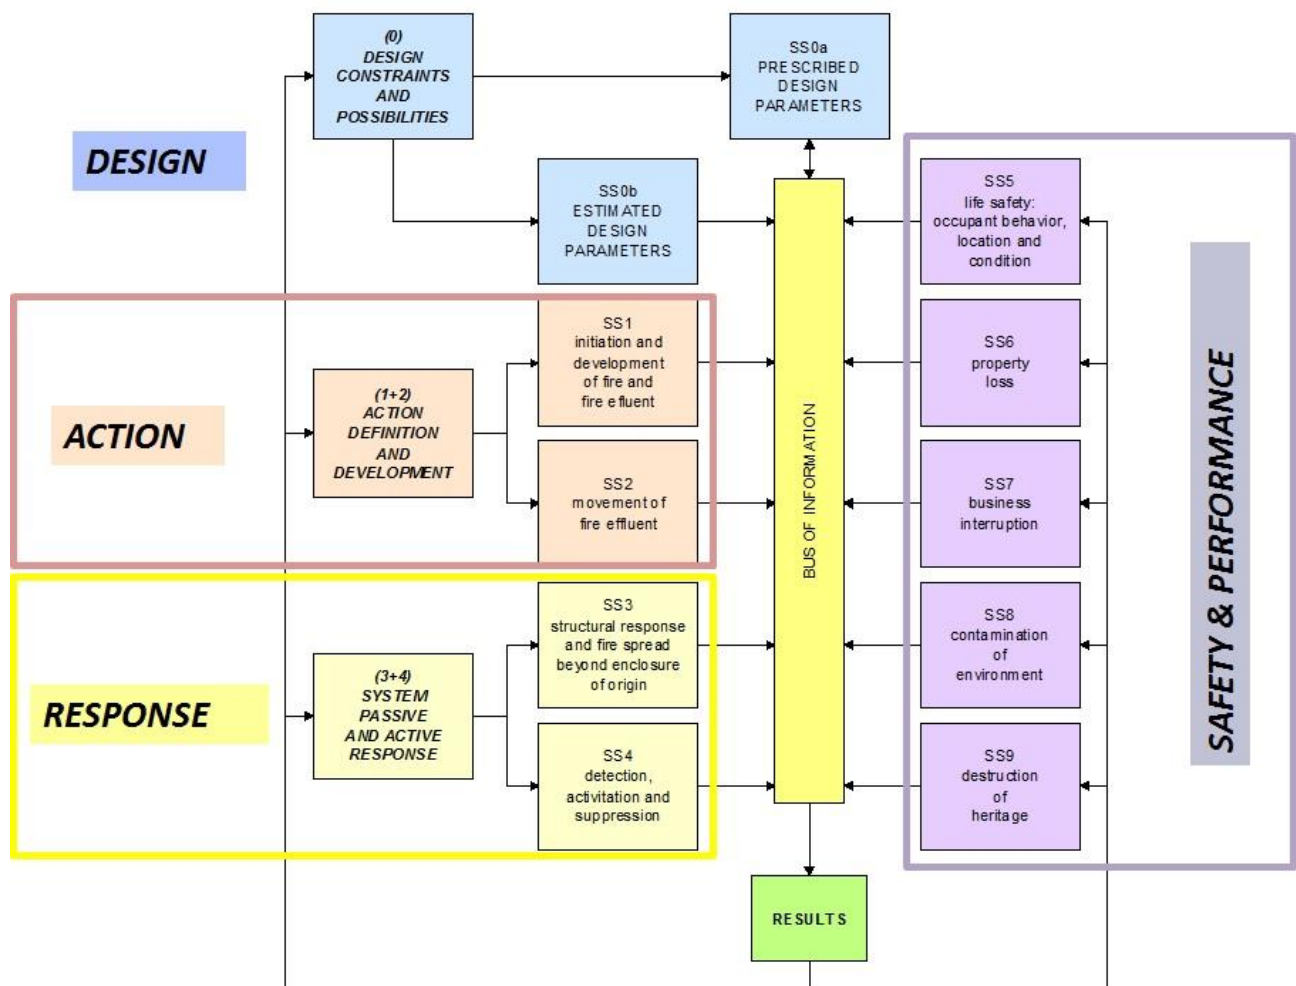 (0)
DESIGN
CONSTRAINTS
AND
POSSIBILITIES
SS0a
PRESCRIBED
DESIGN
PARAMETERS
DESIGN
SS0b
ESTIMATED
DESIGN
PARAMETERS
SS5
life safety:
occupant behavior,
location and
condition
ACTION
(1+2)
ACTION
DEFINITION
AND
DEVELOPMENT
SS1
initiation and
development
of fire and
fire efluent
SS2
movement of
fire effluent
BUS OF INFORMATION
SS6
property
loss
SS7
business
interruption
SAFETY & PERFORMANCE
RESPONSE
(3+4)
SYSTEM
PASSIVE
AND ACTIVE
RESPONSE
SS3
structural response
and fire spread
beyond enclosure
of origin
SS4
detection,
activitation and
suppression
SS8
contamination
of
environment
SS9
destruction
of
heritage
RESULTS